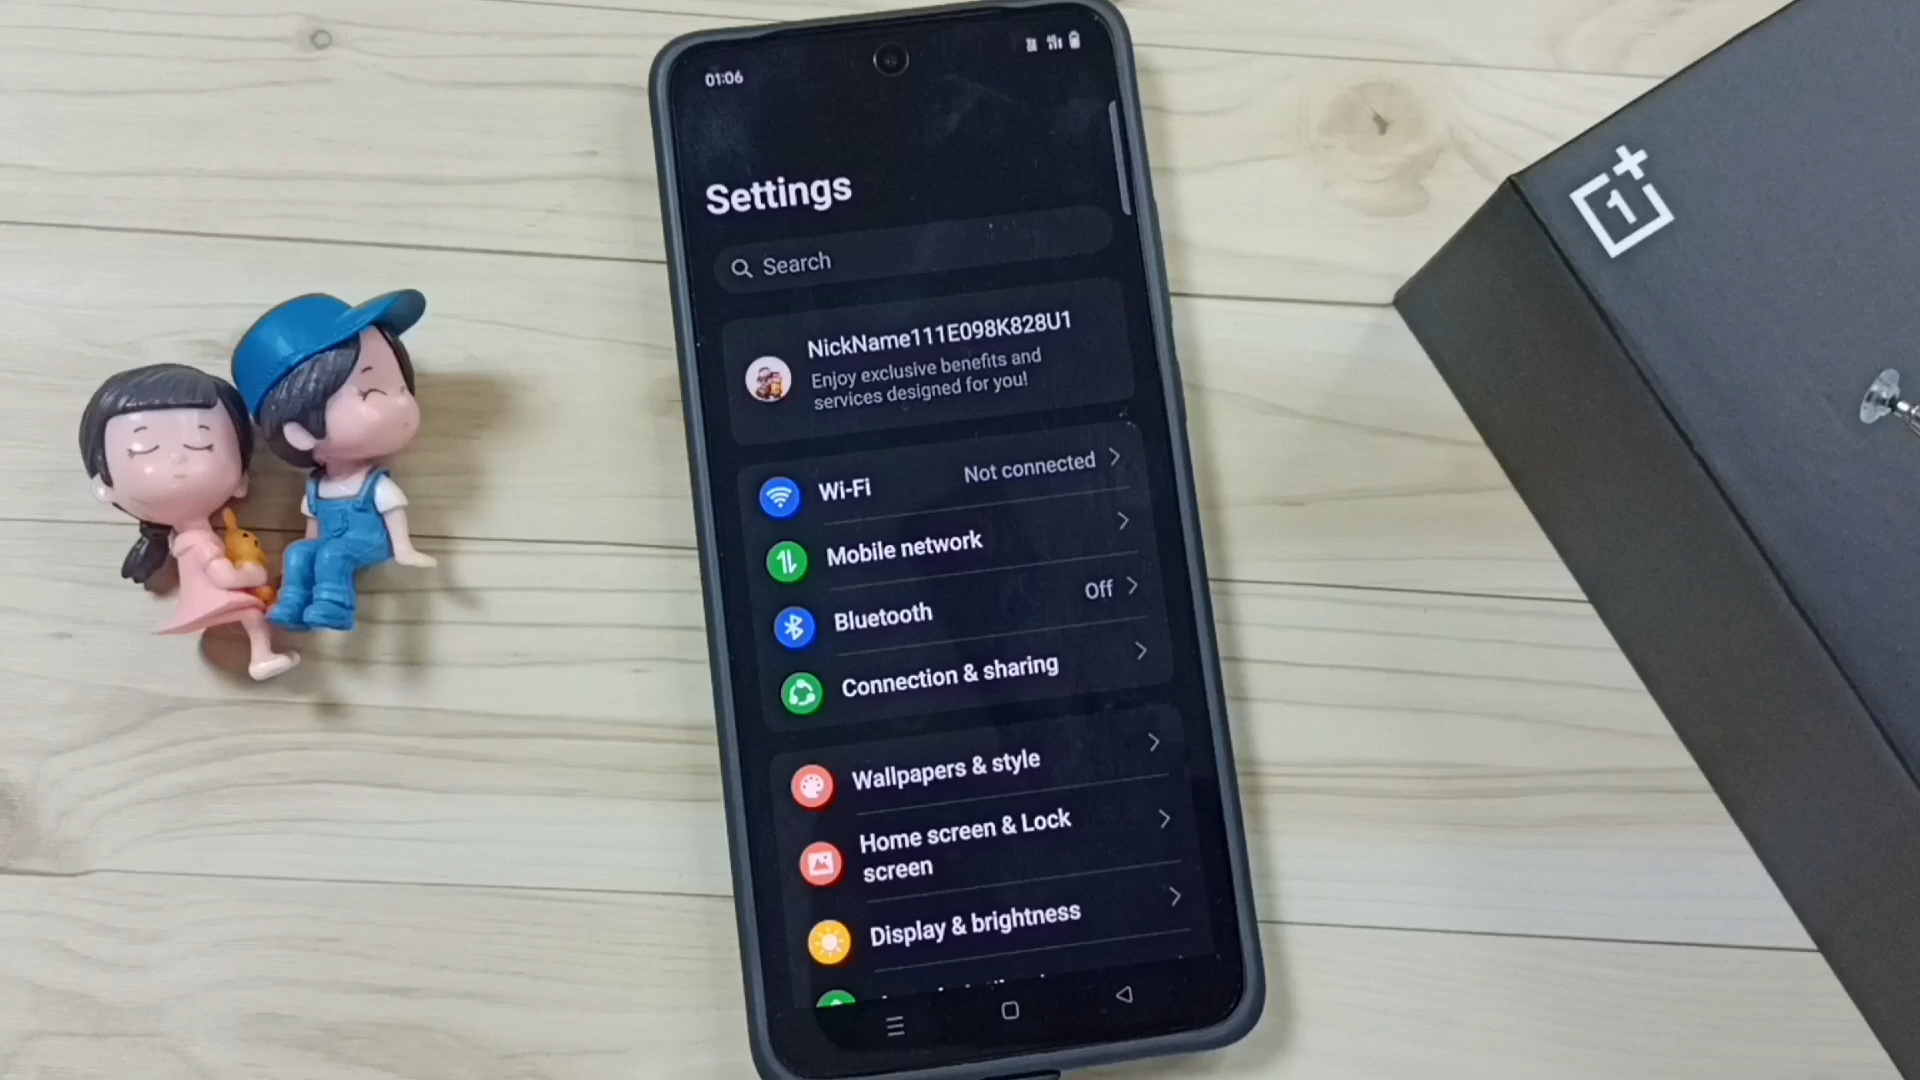 01:06
Settings
Search
NickName111E098K828U1
Enjoy exclusive benefits and
services designed for you!
Wi-Fi
Not connected
Mobile network
Bluetooth
Off
Connection & sharing
Wallpapers & style
Home screen & Lock
screen
Display & brightness
1+